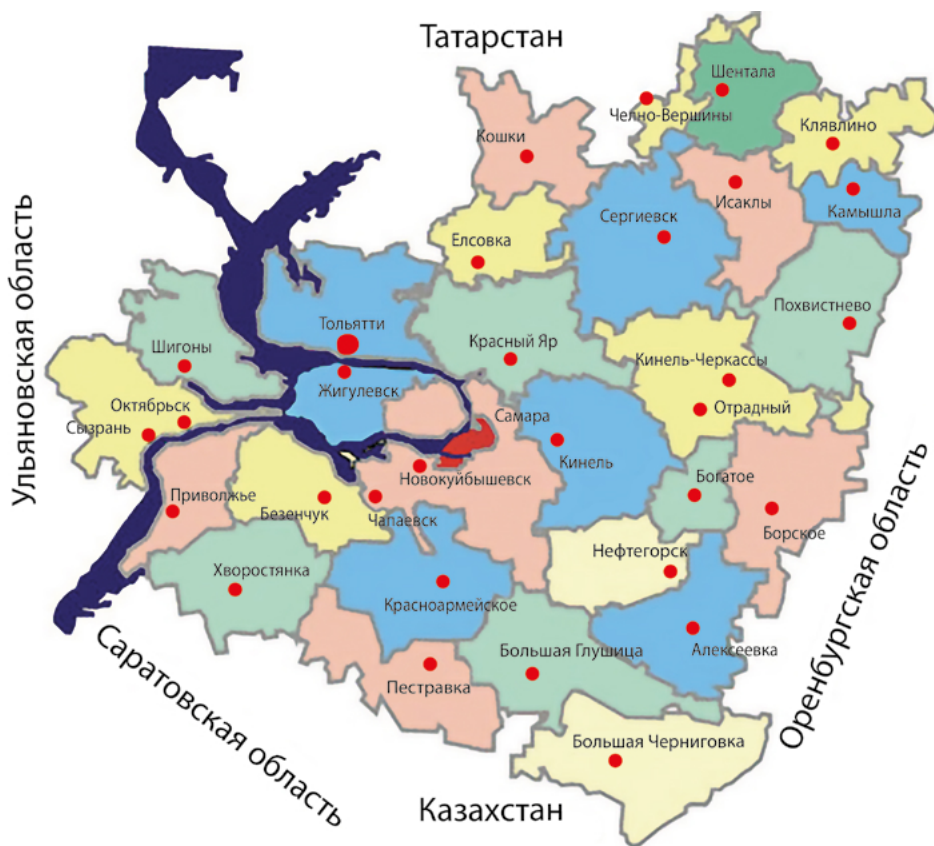 Татарстан
Шентала
Челно-Вершины
Клявлино
Кошки
Исаклы
Камышла
Сергиевск
Елсовка
Ульяновская область
Похвистнево
Тольятти
Шигоны
Красный Яр
Кинель-Черкассы
Жигулевск
Октябрьск
Отрадный
Самара
Сызрань
Кинель
Новокуйбышевск
Богатое
Приволжье
Безенчук
Чапаевск
Борское
Нефтегорск
Хворостянка
Красноармейское
Оренбургская область
Большая Глушица
Алексеевка
Саратовская область
Пестравка
Большая Черниговка
Казахстан